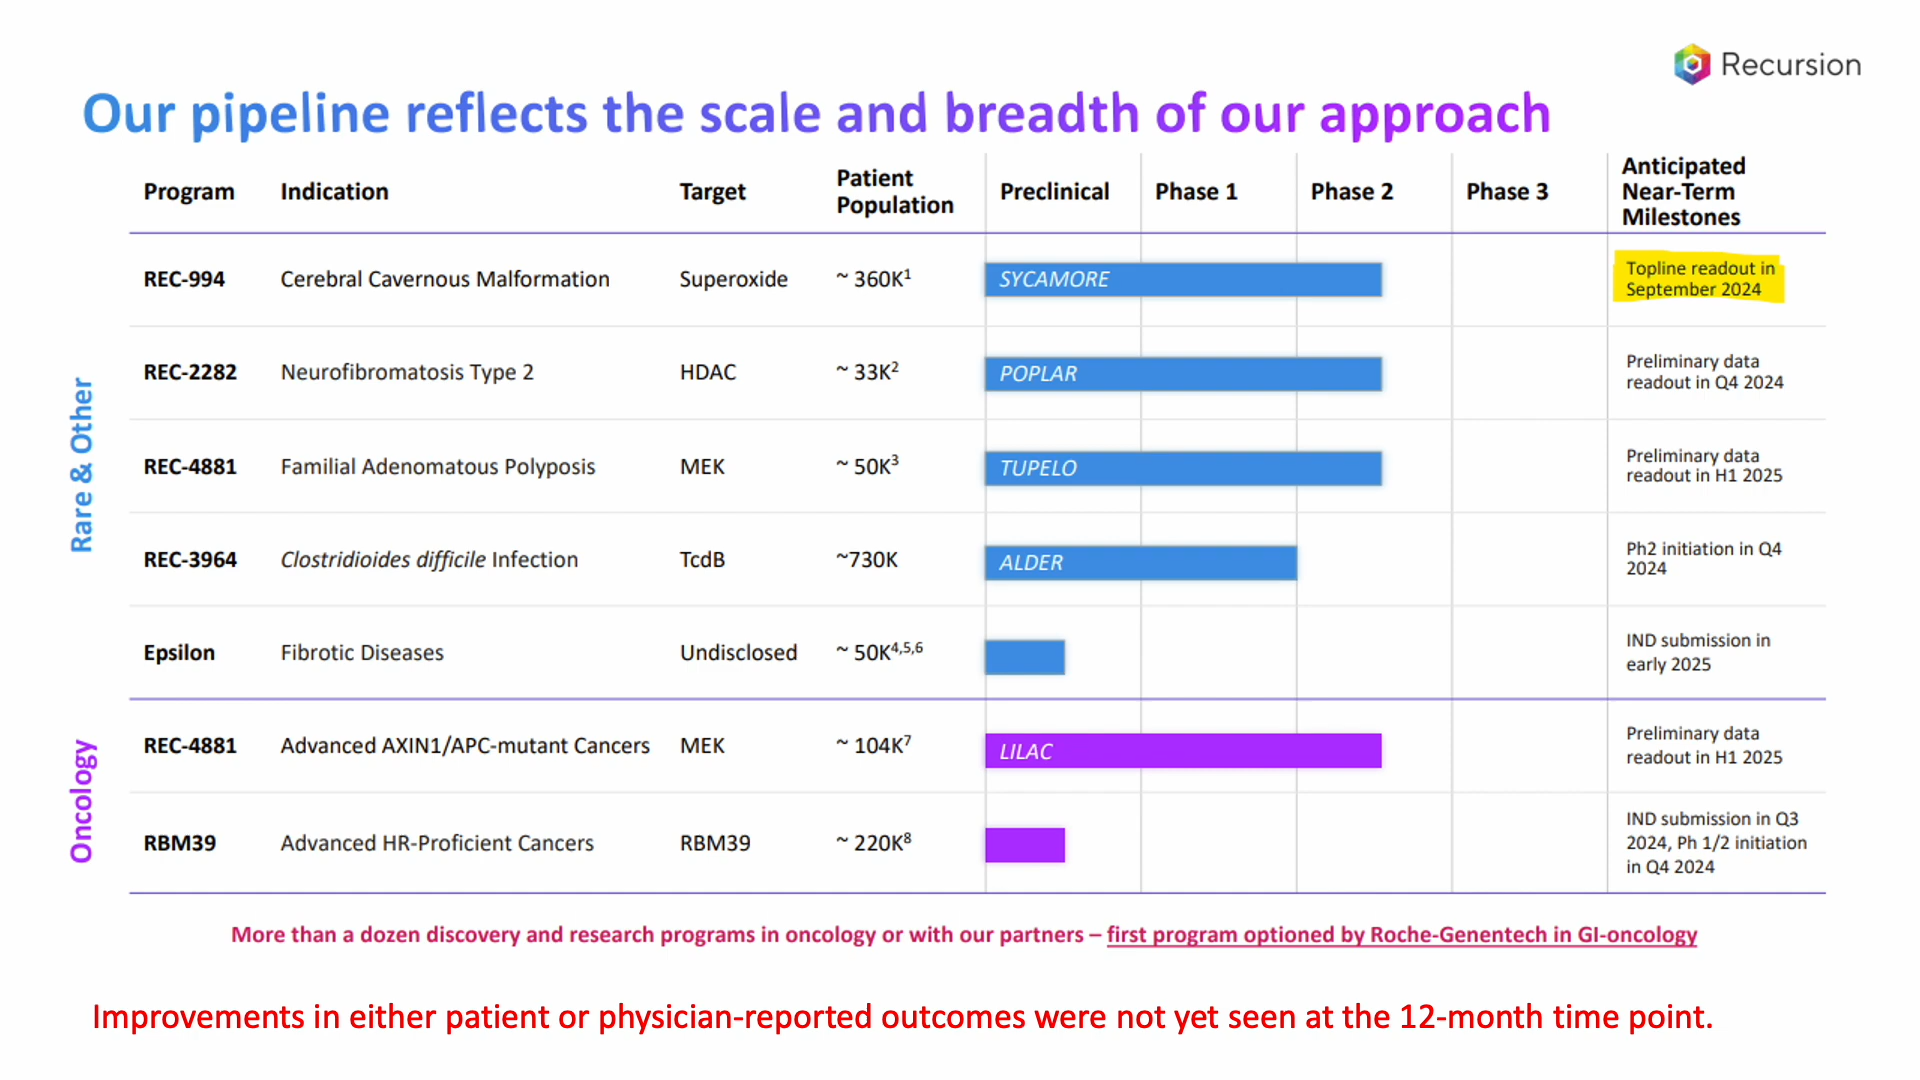 Recursion
Our pipeline reflects the scale and breadth of our approach
Program Indication Target Patient Population Preclinical Phase 1 Phase 2 Phase 3 Anticipated Near-Term Milestones
Rare & Other
REC-994 Cerebral Cavernous Malformation Superoxide ~ 360K¹ SYCAMORE Topline readout in September 2024
REC-2282 Neurofibromatosis Type 2 HDAC ~ 33K² POPLAR Preliminary data readout in Q4 2024
REC-4881 Familial Adenomatous Polyposis MEK ~ 50K³ TUPELO Preliminary data readout in H1 2025
REC-3964 Clostridioides difficile Infection TcdB ~730K ALDER Ph2 initiation in Q4 2024
Epsilon Fibrotic Diseases Undisclosed ~ 50K⁴,⁵,⁶ IND submission in early 2025
Oncology
REC-4881 Advanced AXIN1/APC-mutant Cancers MEK ~ 104K⁷ LILAC Preliminary data readout in H1 2025
RBM39 Advanced HR-Proficient Cancers RBM39 ~ 220K⁸ IND submission in Q3 2024, Ph 1/2 initiation in Q4 2024
More than a dozen discovery and research programs in oncology or with our partners – first program optioned by Roche-Genentech in GI-oncology
Improvements in either patient or physician-reported outcomes were not yet seen at the 12-month time point.